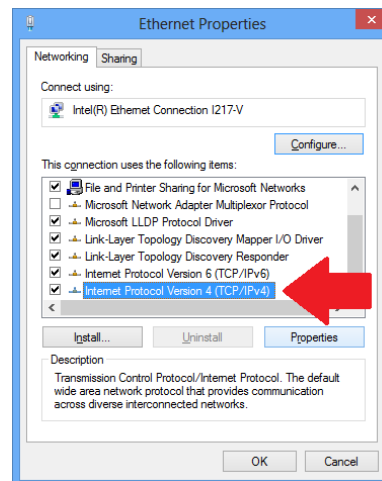 Ethernet Properties
Networking
Sharing
Connect using:
Intel(R) Ethernet Connection I217-V
Configure...
This connection uses the following items:
File and Printer Sharing for Microsoft Networks
Microsoft Network Adapter Multiplexor Protocol
Microsoft LLDP Protocol Driver
Link-Layer Topology Discovery Mapper I/O Driver
Link-Layer Topology Discovery Responder
Internet Protocol Version 6 (TCP/IPv6)
Internet Protocol Version 4 (TCP/IPv4)
Install...
Uninstall
Properties
Description
Transmission Control Protocol/Internet Protocol. The default
wide area network protocol that provides communication
across diverse interconnected networks.
OK
Cancel